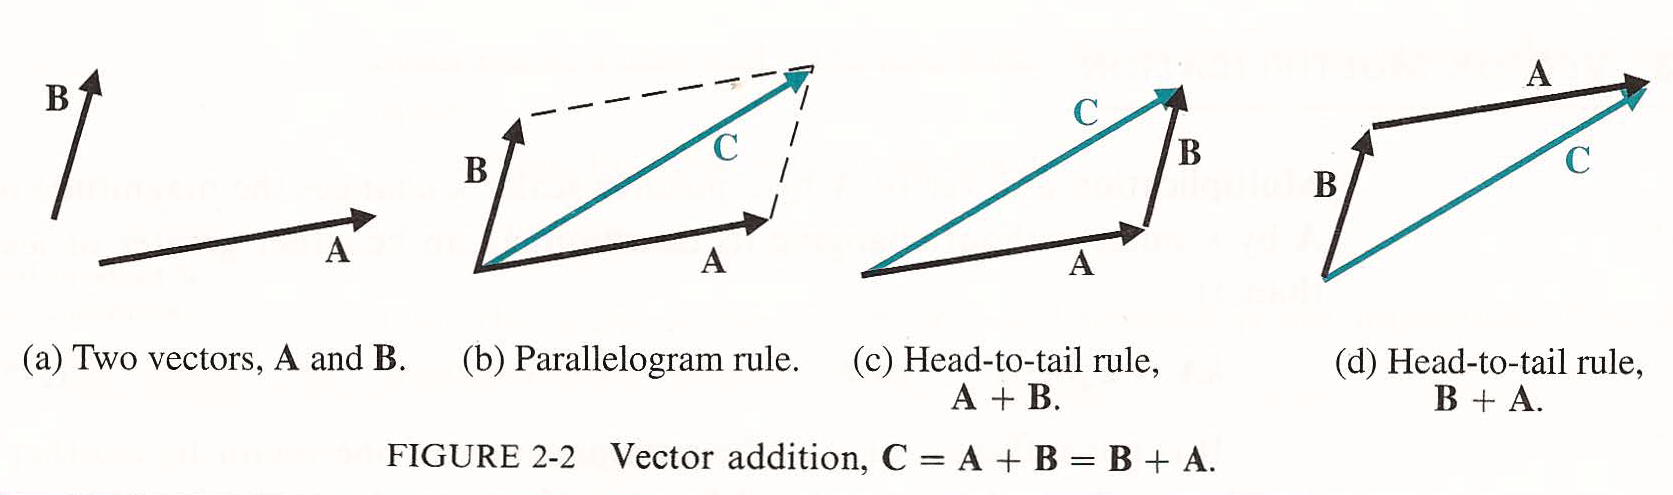 B
A
B
C
A
C
B
A
A
B
C
(a) Two vectors, A and B.
(b) Parallelogram rule.
(c) Head-to-tail rule,
A + B.
(d) Head-to-tail rule,
B + A.
FIGURE 2-2 Vector addition, C = A + B = B + A.